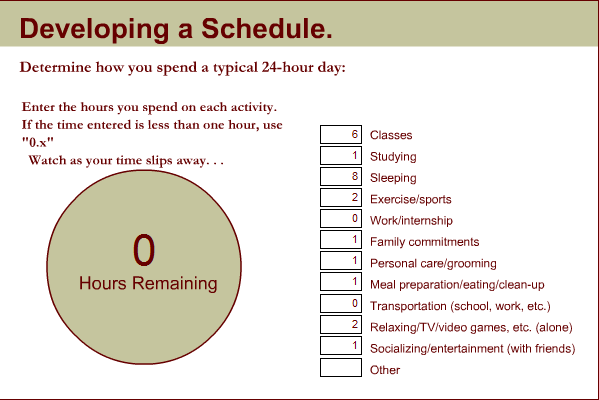 Developing a Schedule.
Determine how you spend a typical 24-hour day:
Enter the hours you spend on each activity.
If the time entered is less than one hour, use
"0.x"
Watch as your time slips away. . .
0
Hours Remaining
6 Classes
1 Studying
8 Sleeping
2 Exercise/sports
0 Work/internship
1 Family commitments
1 Personal care/grooming
1 Meal preparation/eating/clean-up
0 Transportation (school, work, etc.)
2 Relaxing/TV/video games, etc. (alone)
1 Socializing/entertainment (with friends)
Other